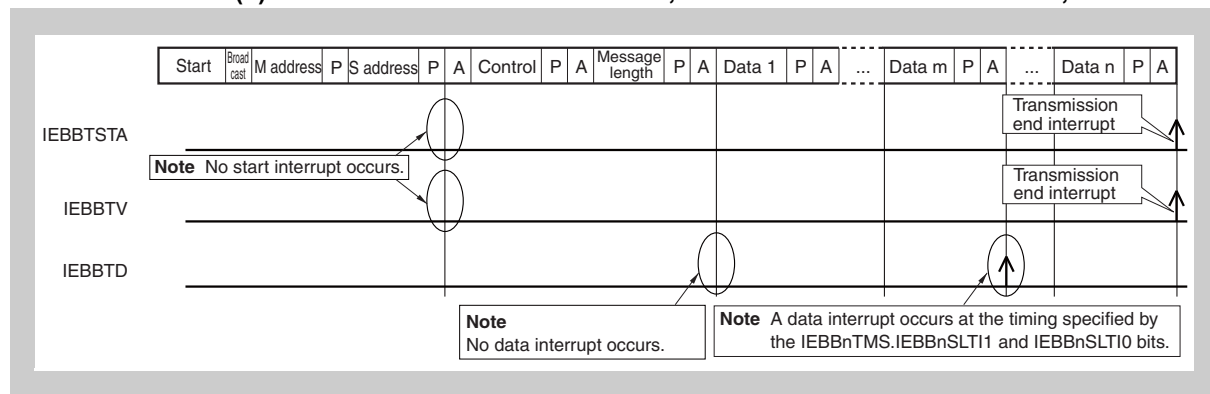 Start Broad cast M address P S address P A Control P A Message length P A Data 1 P A ... Data m P A ... Data n P A
Transmission
end interrupt
IEBBTSTA
Note No start interrupt occurs.
Transmission
end interrupt
IEBBTV
IEBBTD
Note
No data interrupt occurs.
Note A data interrupt occurs at the timing specified by
the IEBBnTMS.IEBBnSLTI1 and IEBBnSLTI0 bits.